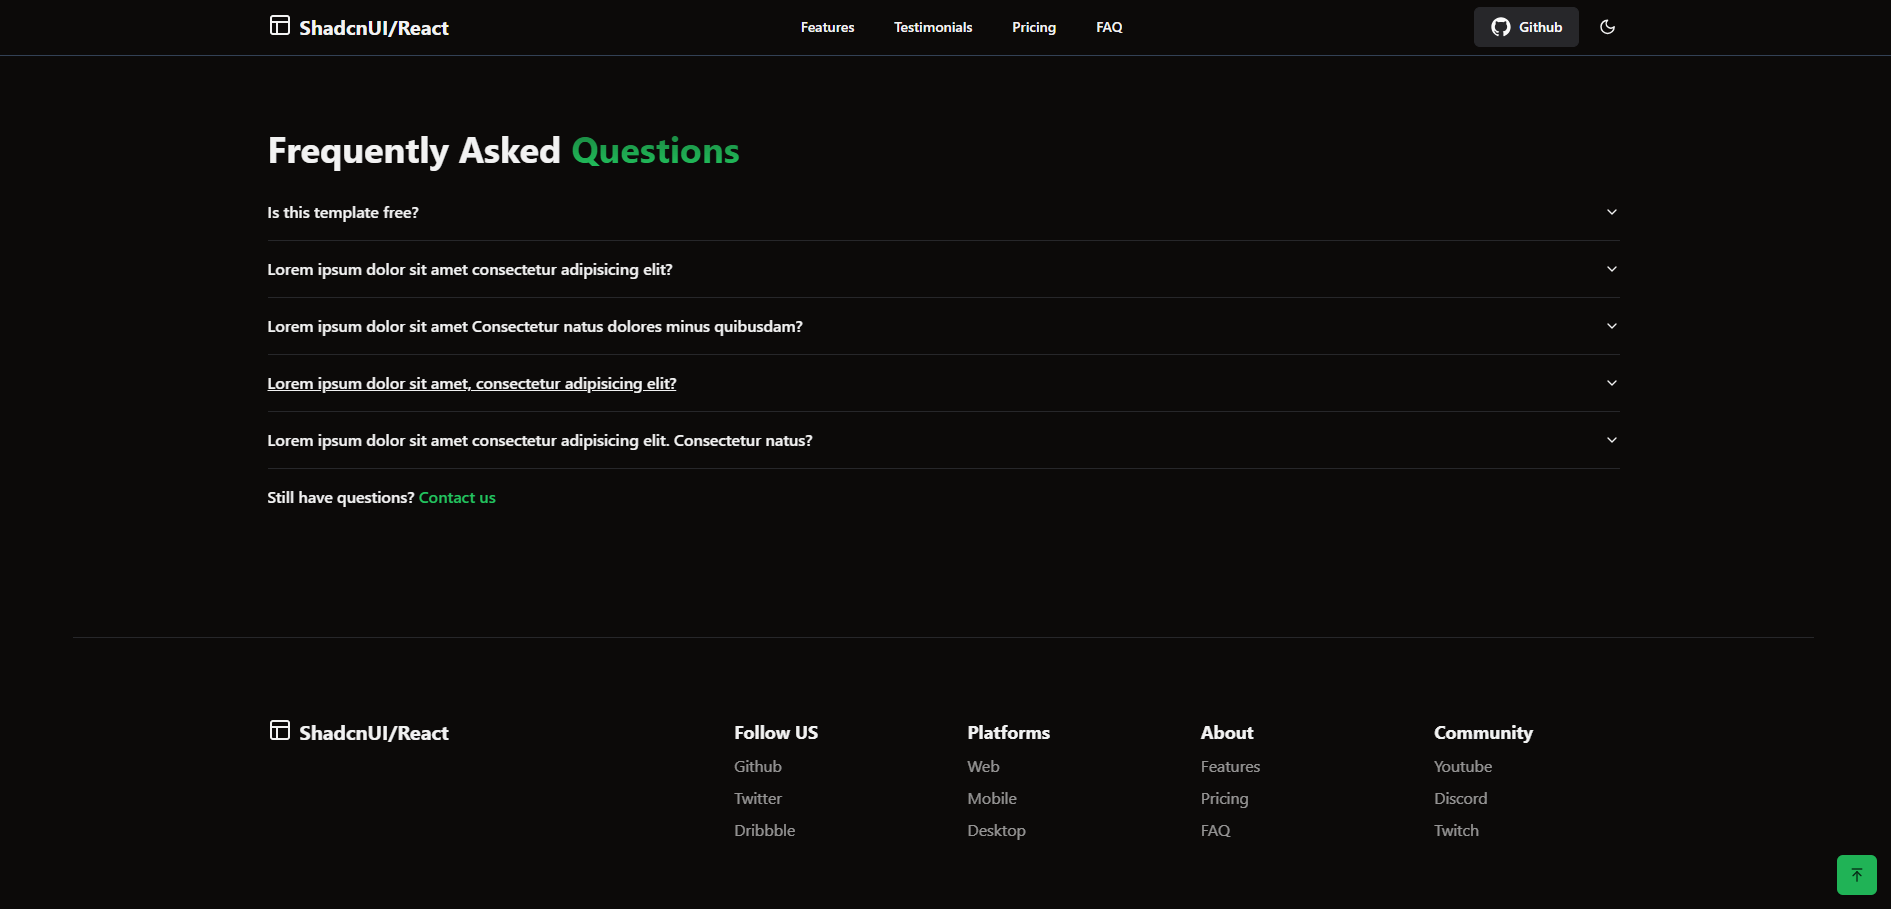 ShadcnUI/React
Features Testimonials Pricing FAQ
Github
Frequently Asked Questions
Is this template free?
Lorem ipsum dolor sit amet consectetur adipisicing elit?
Lorem ipsum dolor sit amet Consectetur natus dolores minus quibusdam?
Lorem ipsum dolor sit amet, consectetur adipisicing elit?
Lorem ipsum dolor sit amet consectetur adipisicing elit. Consectetur natus?
Still have questions? Contact us
ShadcnUI/React
Follow US
Github
Twitter
Dribbble
Platforms
Web
Mobile
Desktop
About
Features
Pricing
FAQ
Community
Youtube
Discord
Twitch